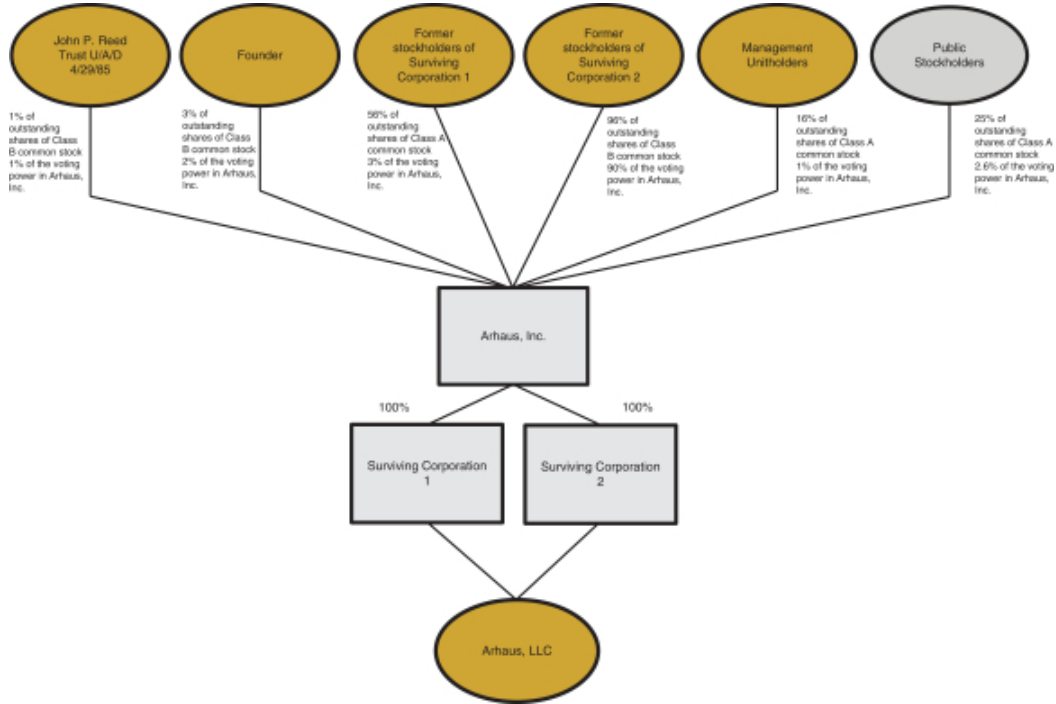 John P. Reed
Trust U/A/D
4/29/85
Founder
Former
stockholders of
Surviving
Corporation 1
Former
stockholders of
Surviving
Corporation 2
Management
Unitholders
Public
Stockholders
1% of
outstanding
shares of Class
B common stock
1% of the voting
power in Arhaus,
Inc.
3% of
outstanding
shares of Class
B common stock
2% of the voting
power in Arhaus,
Inc.
56% of
outstanding
shares of Class A
common stock
3% of the voting
power in Arhaus,
Inc.
96% of
outstanding
shares of Class
B common stock
90% of the voting
power in Arhaus,
Inc.
16% of
outstanding
shares of Class A
common stock
1% of the voting
power in Arhaus,
Inc.
25% of
outstanding
shares of Class A
common stock
2.6% of the voting
power in Arhaus,
Inc.
Arhaus, Inc.
100%
100%
Surviving Corporation
1
Surviving Corporation
2
Arhaus, LLC